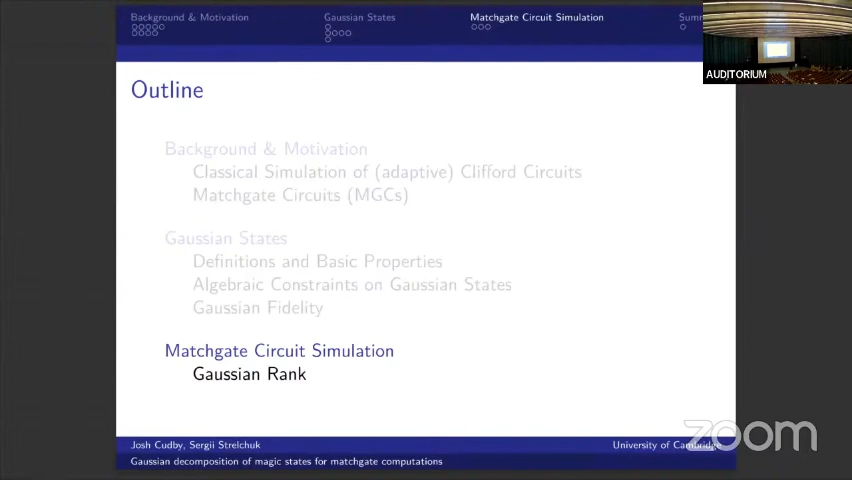 Background & Motivation
Gaussian States
Matchgate Circuit Simulation
AUDITORIUM
Outline
Background & Motivation
Classical Simulation of (adaptive) Clifford Circuits
Matchgate Circuits (MGCs)
Gaussian States
Definitions and Basic Properties
Algebraic Constraints on Gaussian States
Gaussian Fidelity
Matchgate Circuit Simulation
Gaussian Rank
Josh Cudby, Sergii Strelchuk
University of Cambridge
Gaussian decomposition of magic states for matchgate computations
zoom